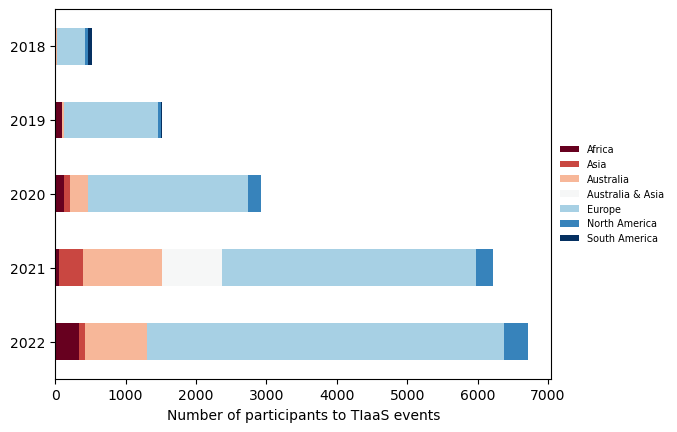 2018
2019
2020
2021
2022
0 1000 2000 3000 4000 5000 6000 7000
Number of participants to TIaaS events
Africa
Asia
Australia
Australia & Asia
Europe
North America
South America